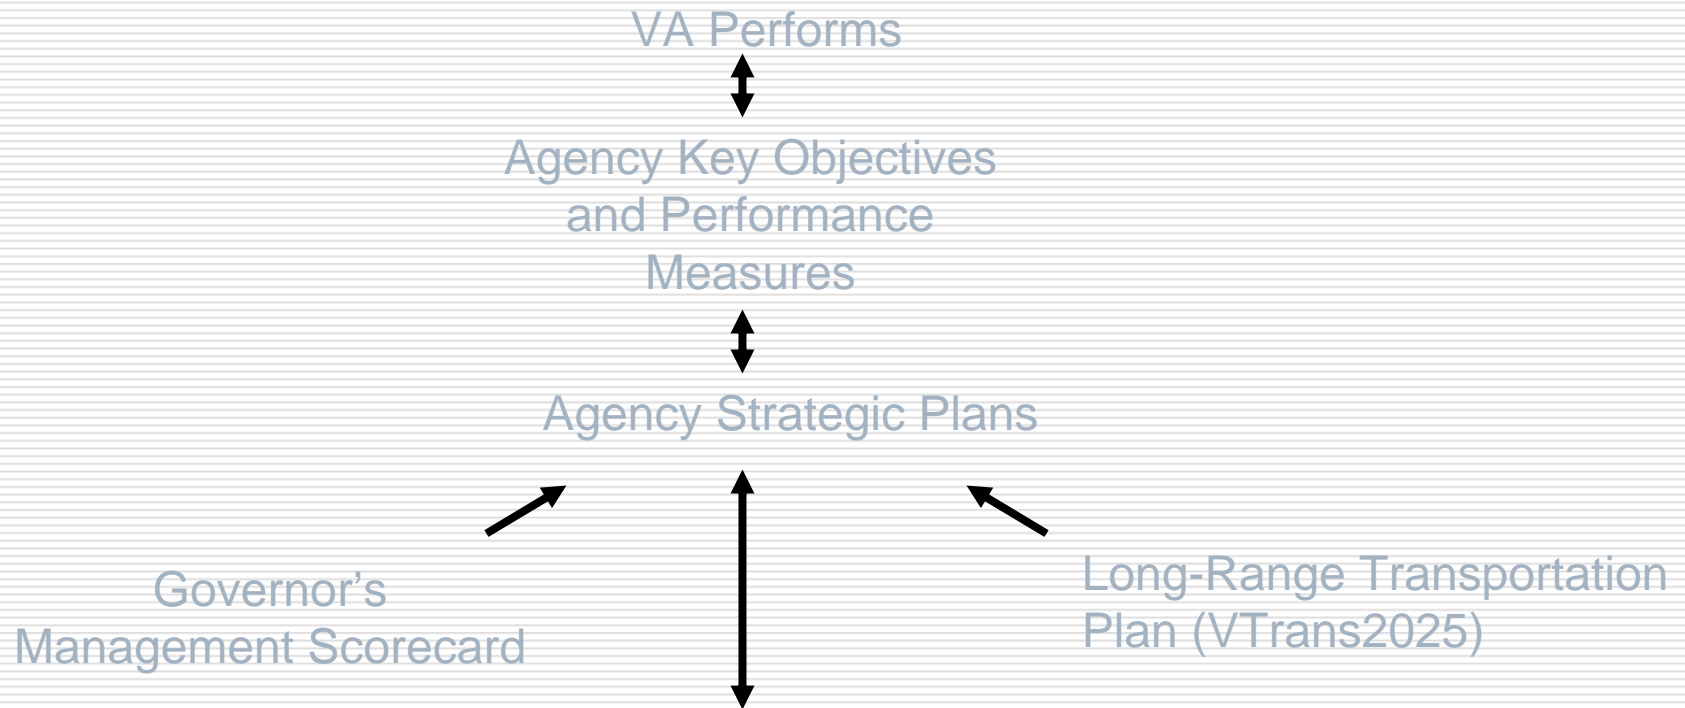 VA Performs
Agency Key Objectives
and Performance
Measures
Agency Strategic Plans
Governor’s
Management Scorecard
Long-Range Transportation
Plan (VTrans2025)